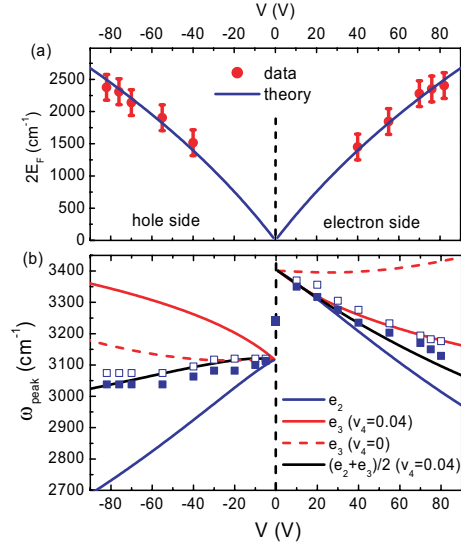 V (V)
-80 -60 -40 -20 0 20 40 60 80
(a)
data
theory
2500
2000
1500
1000
500
0
2E_F (cm⁻¹)
hole side
electron side
(b)
3400
3300
3200
3100
3000
2900
2800
2700
ω_peak (cm⁻¹)
e₂
e₃ (v₄=0.04)
e₃ (v₄=0)
(e₂+e₃)/2 (v₄=0.04)
-80 -60 -40 -20 0 20 40 60 80
V (V)